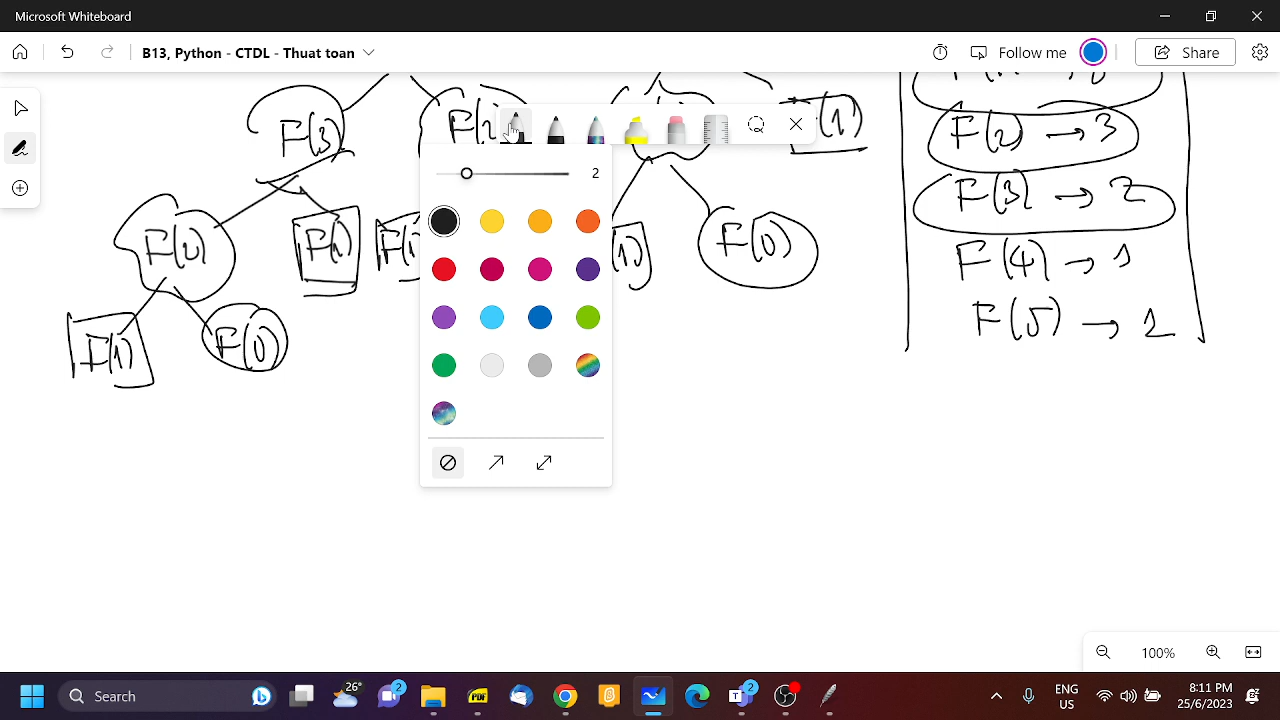 Microsoft Whiteboard
B13, Python - CTDL - Thuat toan
Follow me
Share
F(3)
F(2) → 3
F(3) → 2
F(1)
F(0)
F(4) → 1
F(5) → 1
F(1)
F(0)
2
100%
Search
26°
2
PDF
2
ENG
US
8:11 PM
25/6/2023